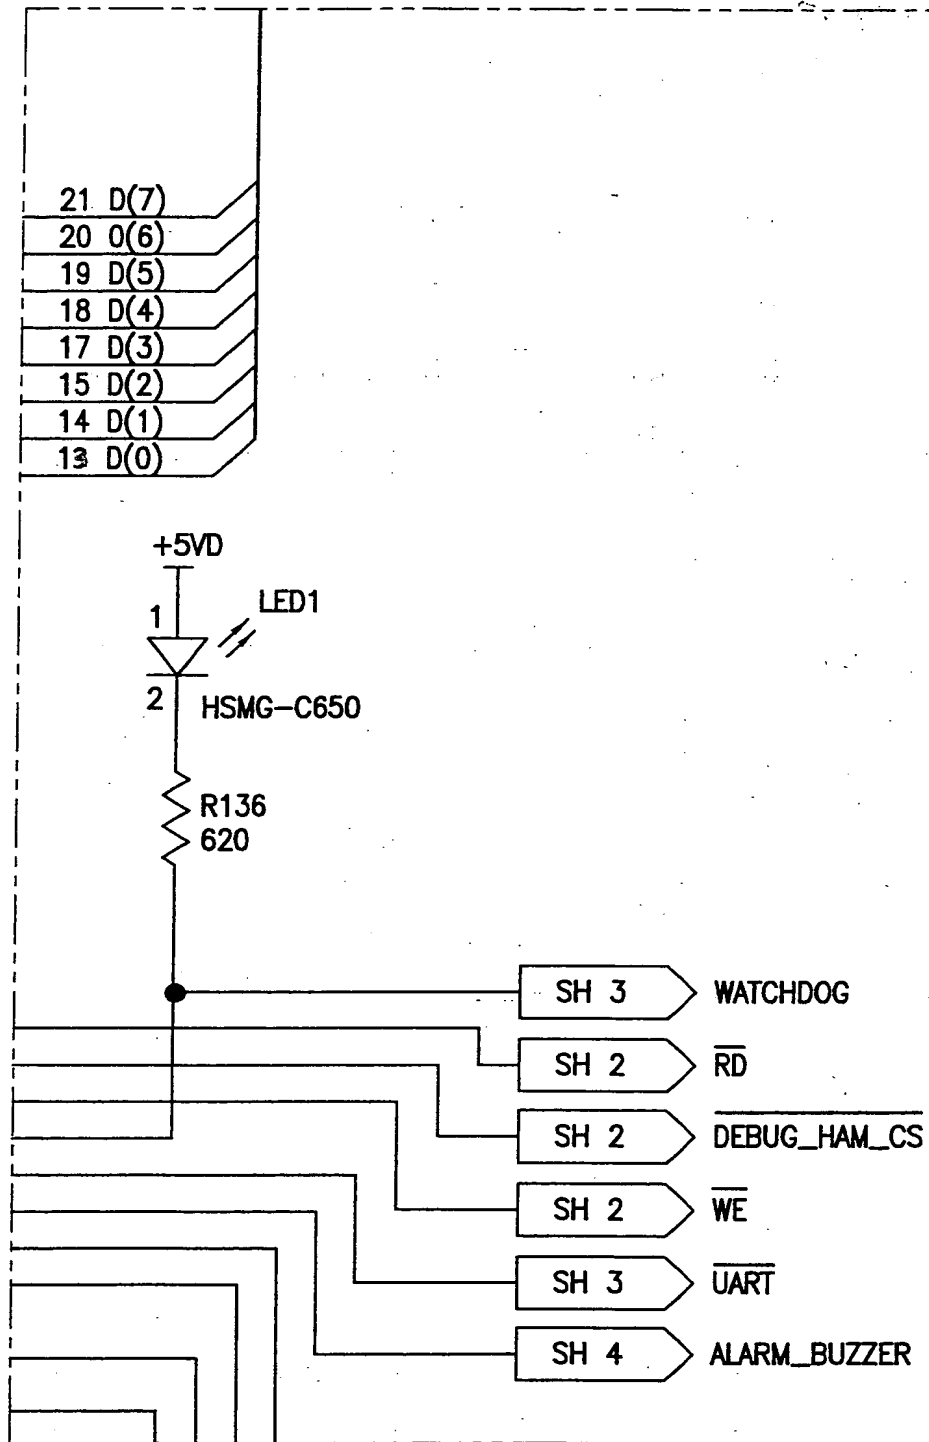 21 D(7)
20 0(6)
19 D(5)
18 D(4)
17 D(3)
15 D(2)
14 D(1)
13 D(0)
+5VD
1
LED1
2
HSMG-C650
R136
620
SH 3 WATCHDOG
SH 2 RD
SH 2 DEBUG_HAM_CS
SH 2 WE
SH 3 UART
SH 4 ALARM_BUZZER